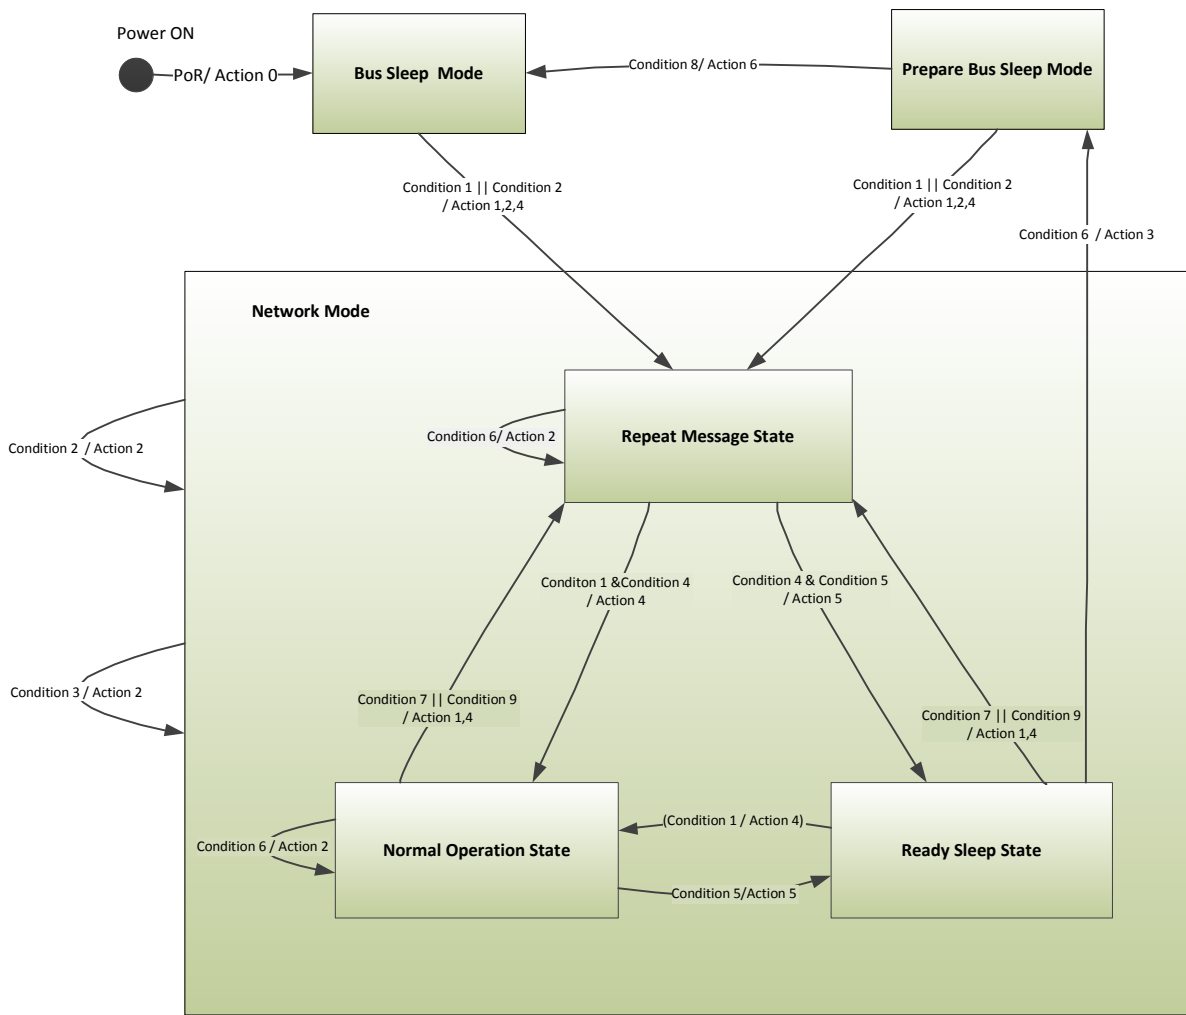 Power ON
PoR/ Action 0
Bus Sleep Mode
Condition 8/ Action 6
Prepare Bus Sleep Mode
Condition 1 || Condition 2
/ Action 1,2,4
Condition 1 || Condition 2
/ Action 1,2,4
Condition 6 / Action 3
Network Mode
Condition 2 / Action 2
Condition 6/ Action 2
Repeat Message State
Conditon 1 &Condition 4
/ Action 4
Condition 4 & Condition 5
/ Action 5
Condition 3 / Action 2
Condition 7 || Condition 9
/ Action 1,4
Condition 7 || Condition 9
/ Action 1,4
(Condition 1 / Action 4)
Condition 6 / Action 2
Normal Operation State
Ready Sleep State
Condition 5/Action 5